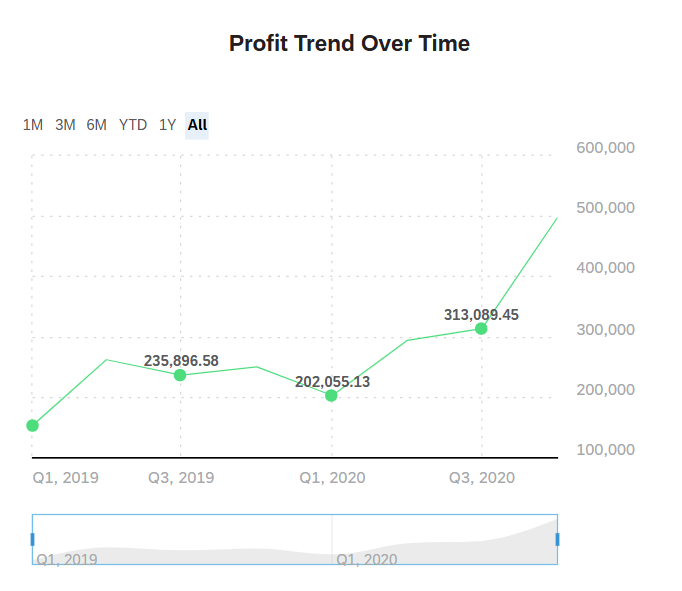 Profit Trend Over Time
1M 3M 6M YTD 1Y All
600,000
500,000
400,000
300,000
200,000
100,000
313,089.45
235,896.58
202,055.13
Q1, 2019 Q3, 2019 Q1, 2020 Q3, 2020
Q1, 2019 Q1, 2020